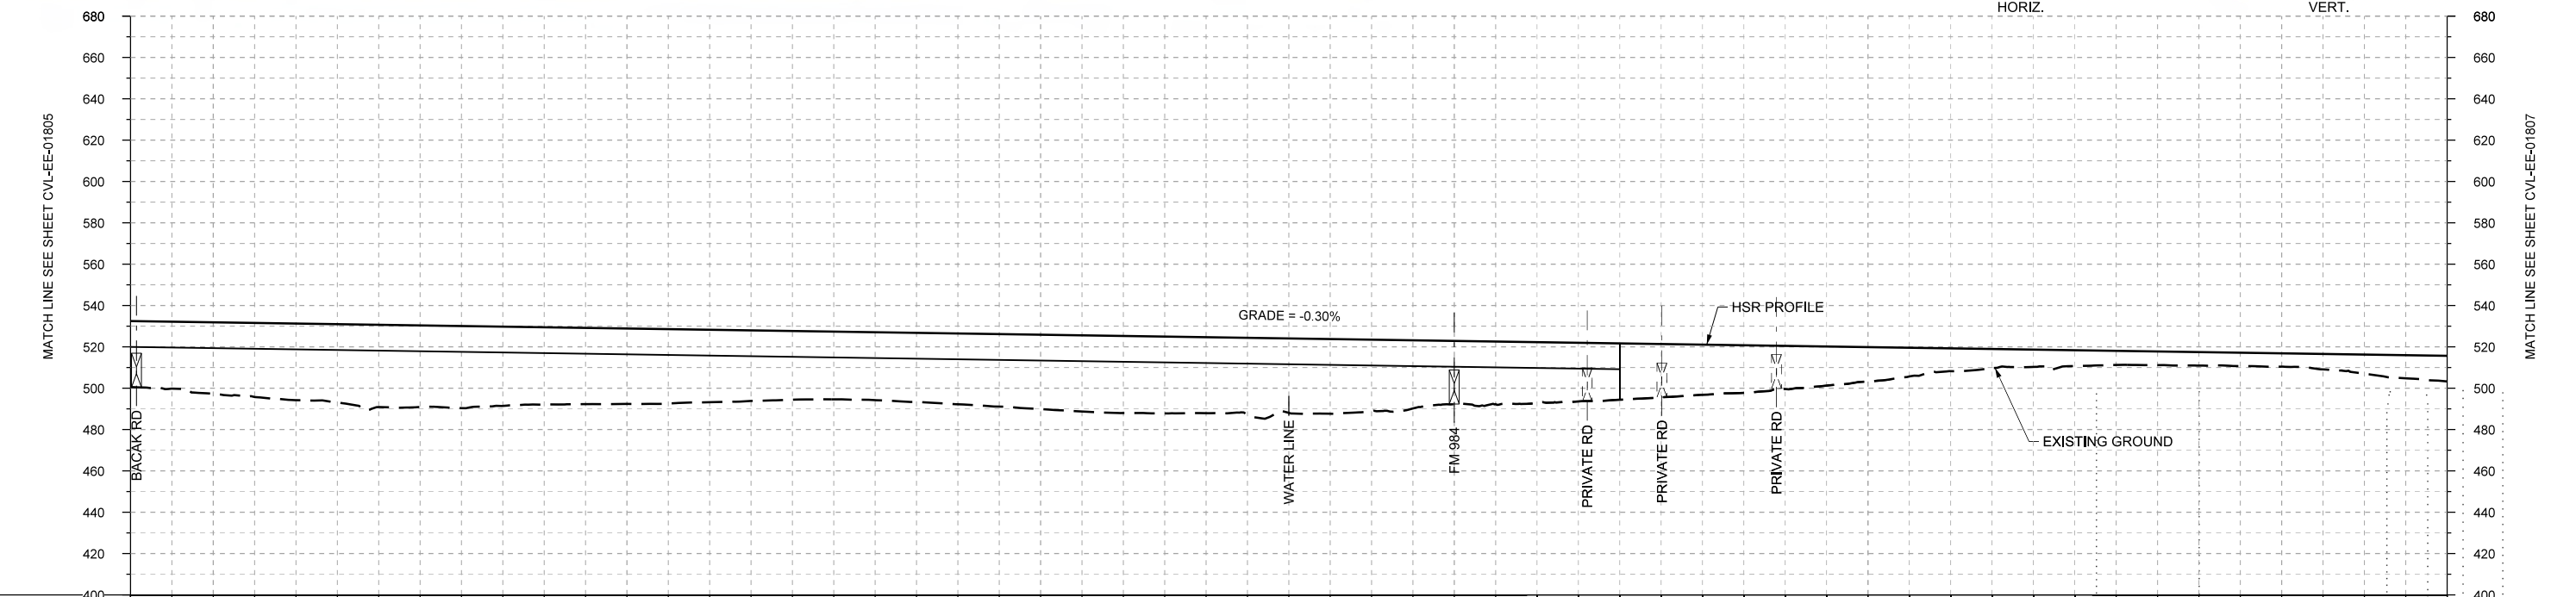 HORIZ. VERT.
680 680
660 660
640 640
620 620
600 600
580 580
560 560
540 540
520 520
500 500
480 480
460 460
440 440
420 420
400 400
MATCH LINE SEE SHEET CVL-EE-01805
MATCH LINE SEE SHEET CVL-EE-01807
GRADE = -0.30%
HSR PROFILE
EXISTING GROUND
BACAK RD
WATER LINE
FM 984
PRIVATE RD
PRIVATE RD
PRIVATE RD